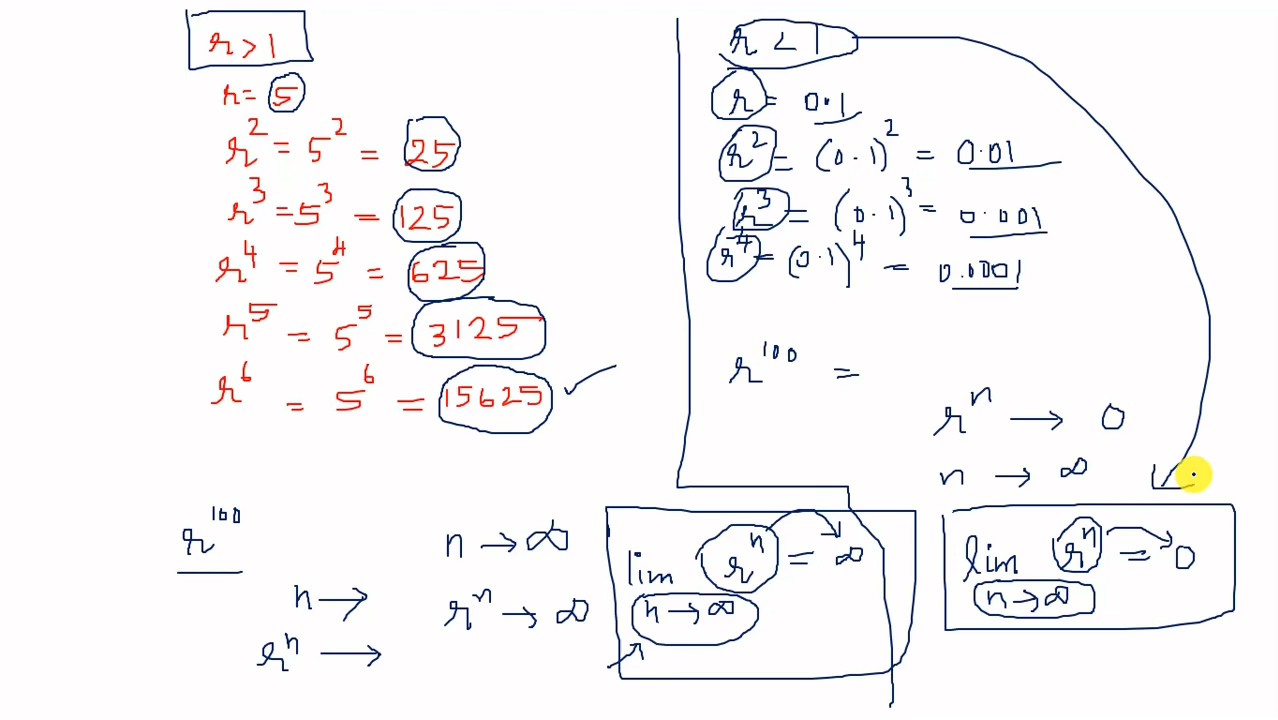 r > 1
r = 5
r² = 5² = 25
r³ = 5³ = 125
r⁴ = 5⁴ = 625
r⁵ = 5⁵ = 3125
r⁶ = 5⁶ = 15625
r¹⁰⁰
n →
rⁿ →
n → ∞
rⁿ → ∞
lim rⁿ = ∞
n → ∞
r < 1
r = 0.1
r² = (0.1)² = 0.01
r³ = (0.1)³ = 0.001
r⁴ = (0.1)⁴ = 0.0001
r¹⁰⁰ =
rⁿ → 0
n → ∞
lim rⁿ = 0
n → ∞